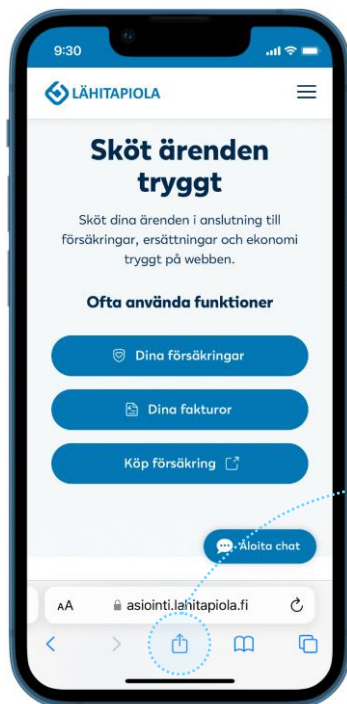 9:30
LÄHITAPIOLA
Sköt ärenden
tryggt
Sköt dina ärenden i anslutning till
försäkringar, ersättningar och ekonomi
tryggt på webben.
Ofta använda funktioner
Dina försäkringar
Dina fakturor
Köp försäkring
Aloita chat
AA
asiointi.lahitapiola.fi